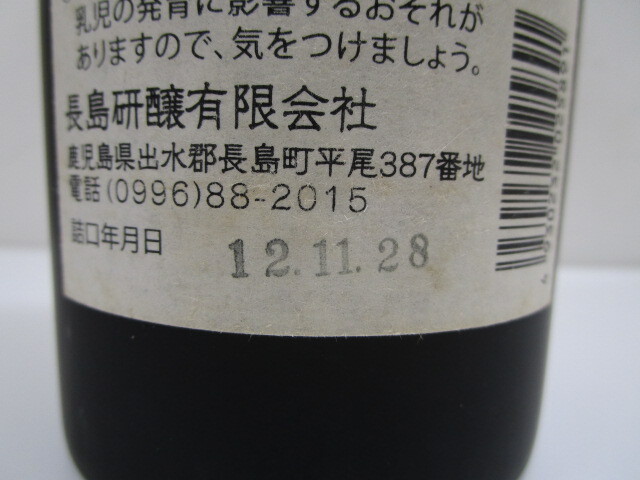 乳児の発育に影響するおそれが
ありますので、気をつけましょう。
長島研醸有限会社
鹿児島県出水郡長島町平尾387番地
電話(0996)88-2015
詰口年月日 12.11.28